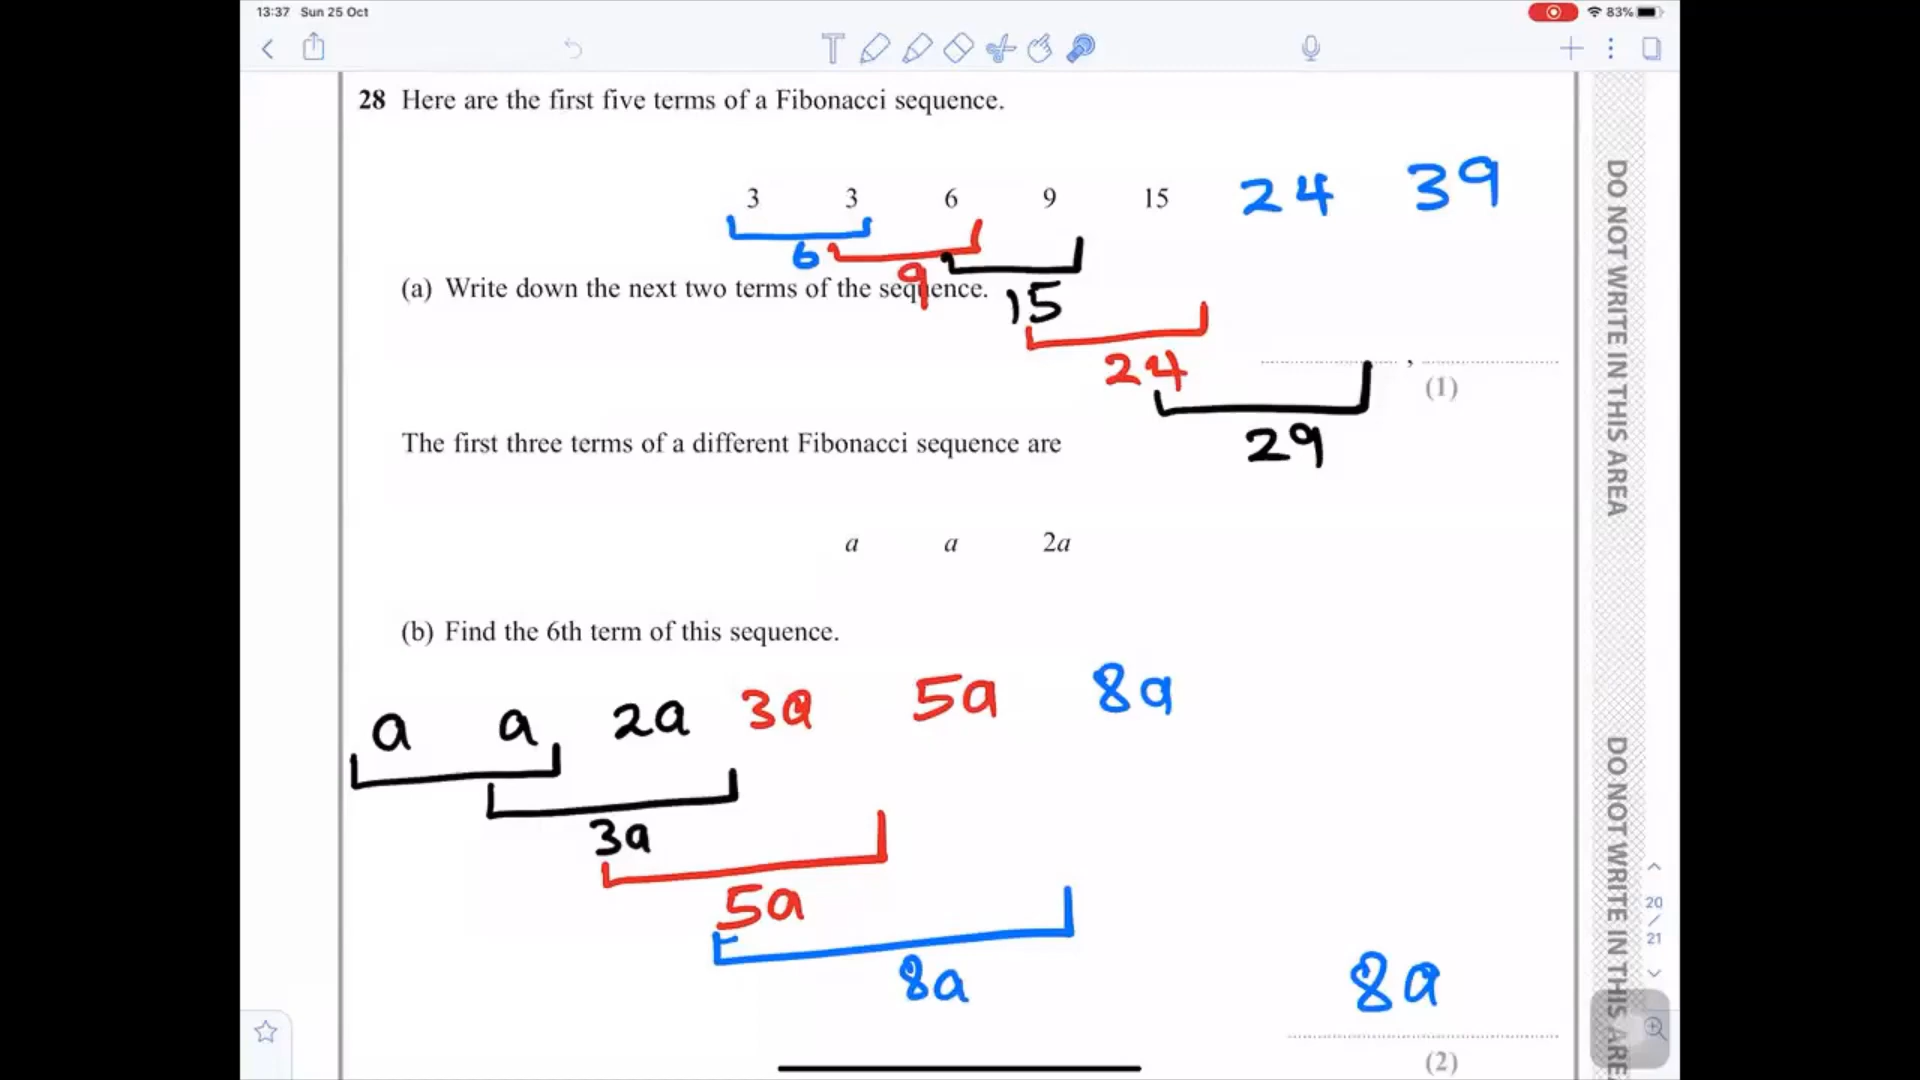 13:37 Sun 25 Oct
83%
28 Here are the first five terms of a Fibonacci sequence.
3 3 6 9 15 24 39
6
9
(a) Write down the next two terms of the sequence.
15
24
,
(1)
The first three terms of a different Fibonacci sequence are
29
a a 2a
(b) Find the 6th term of this sequence.
a a 2a 3a 5a 8a
3a
5a
8a
8a
(2)
DO NOT WRITE IN THIS AREA
DO NOT WRITE IN THIS AREA
20
/
21